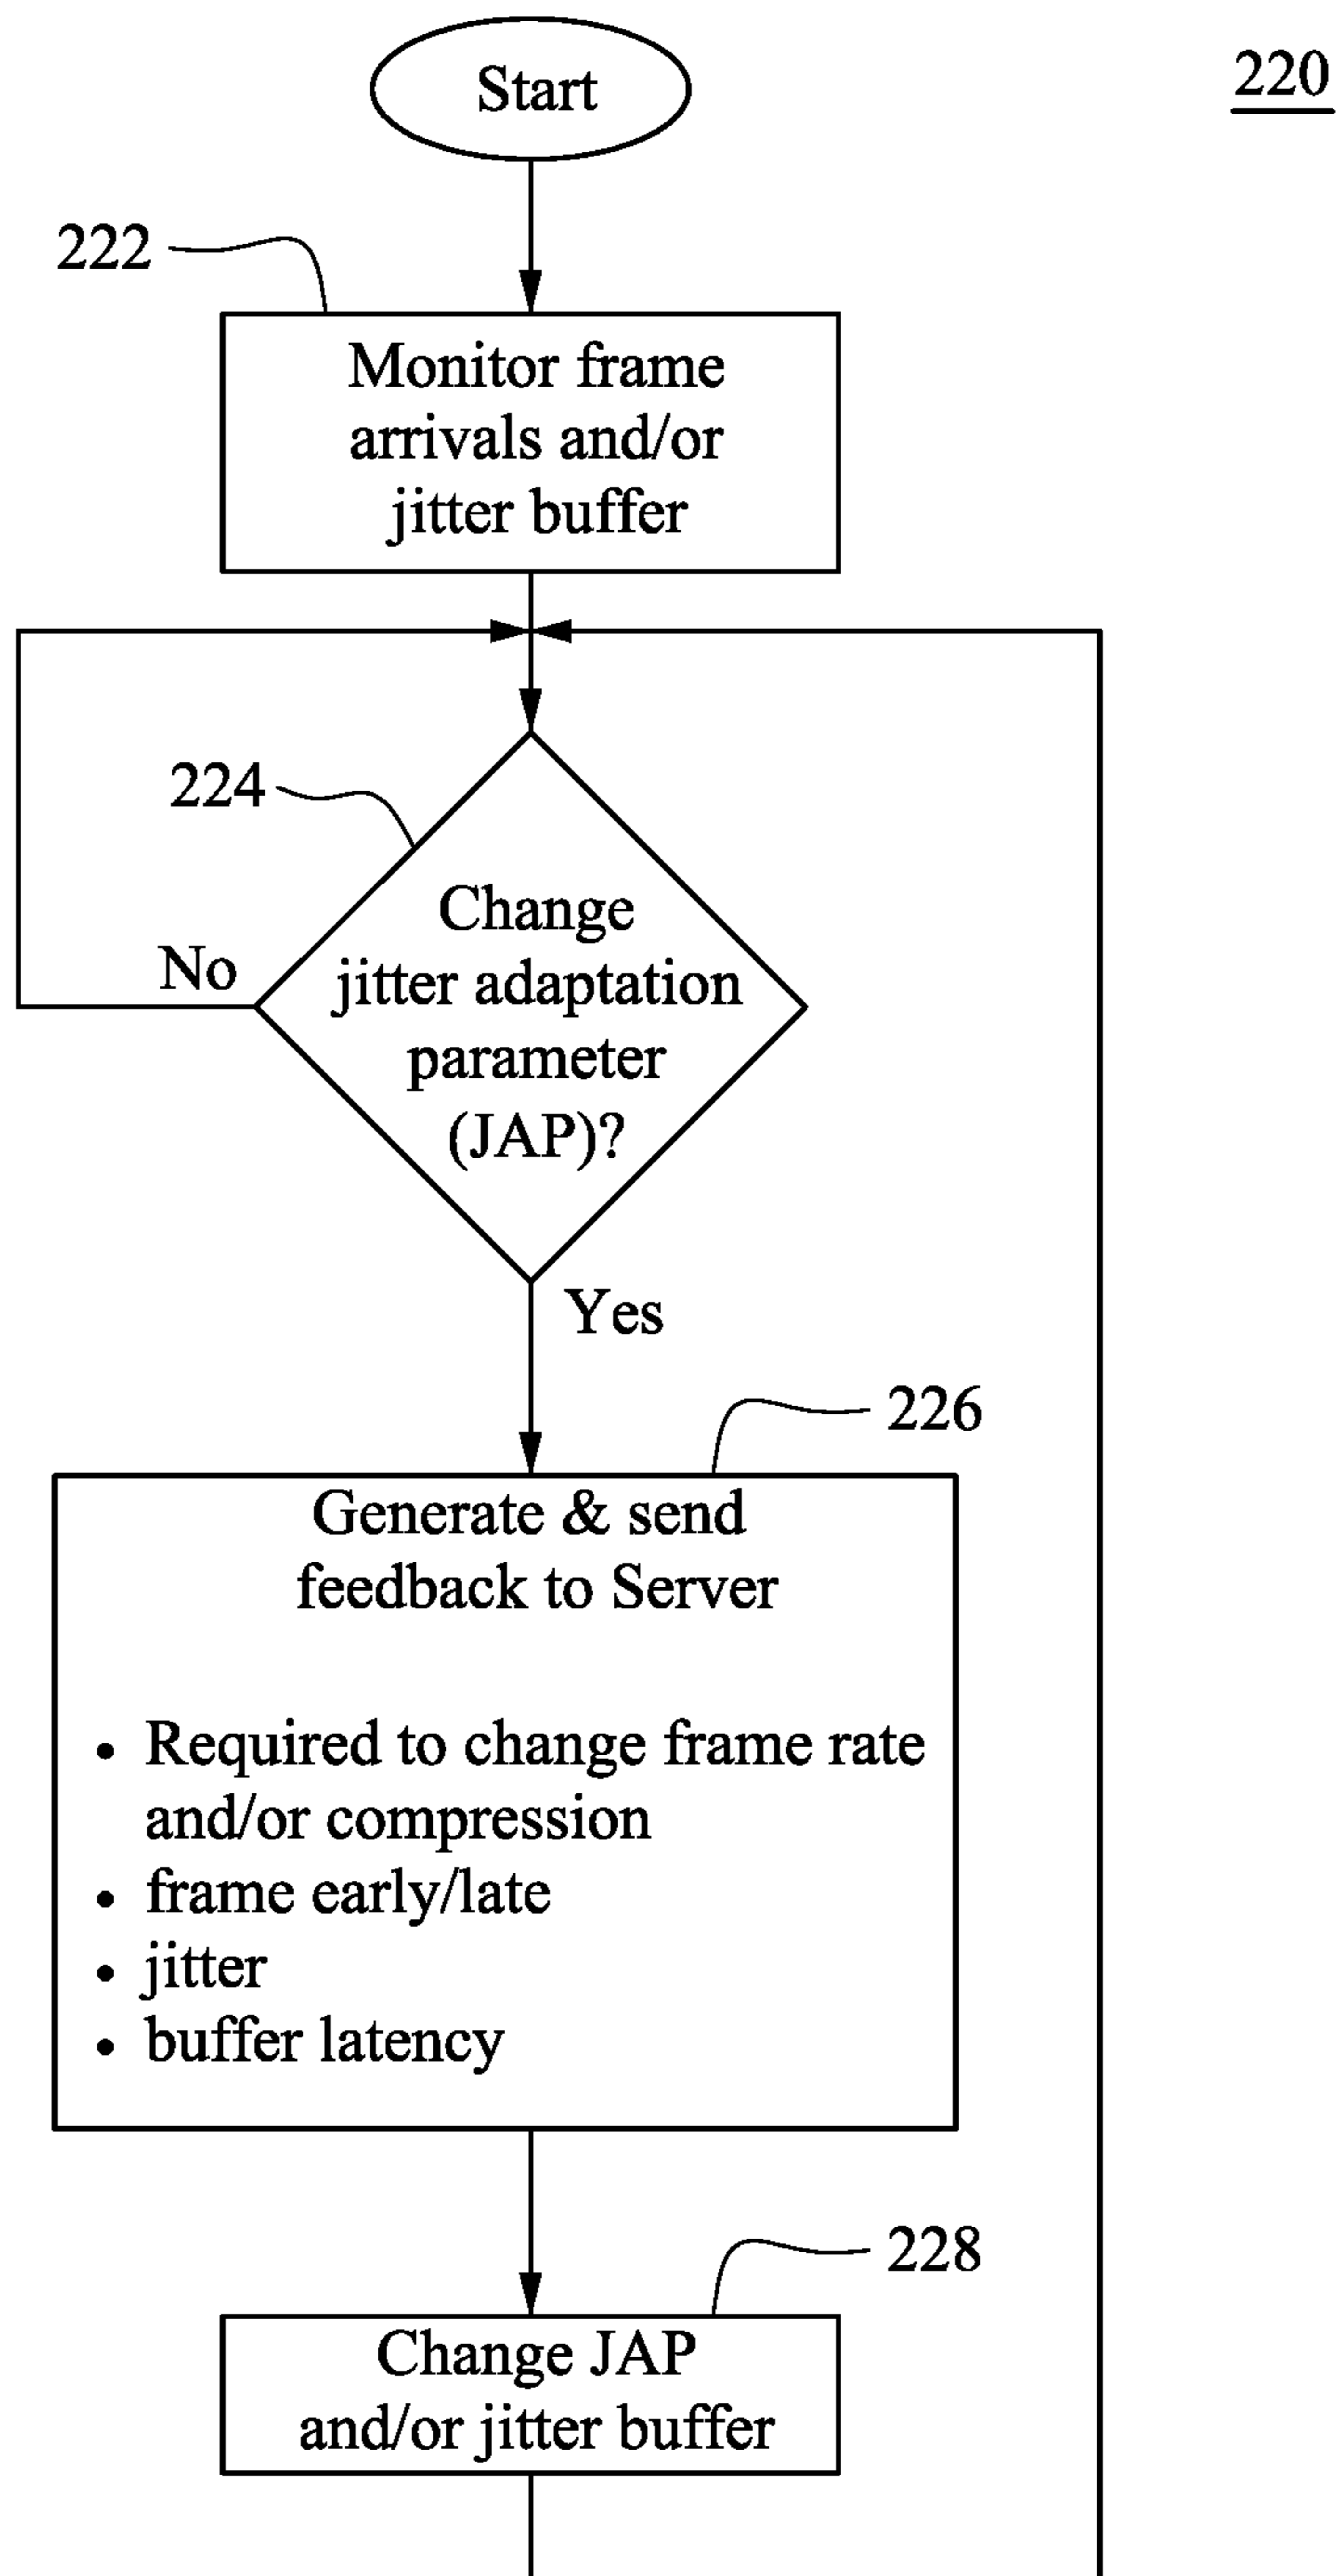 Start
220
222
Monitor frame
arrivals and/or
jitter buffer
224
Change
jitter adaptation
parameter
(JAP)?
No
Yes
226
Generate & send
feedback to Server
• Required to change frame rate
and/or compression
• frame early/late
• jitter
• buffer latency
228
Change JAP
and/or jitter buffer